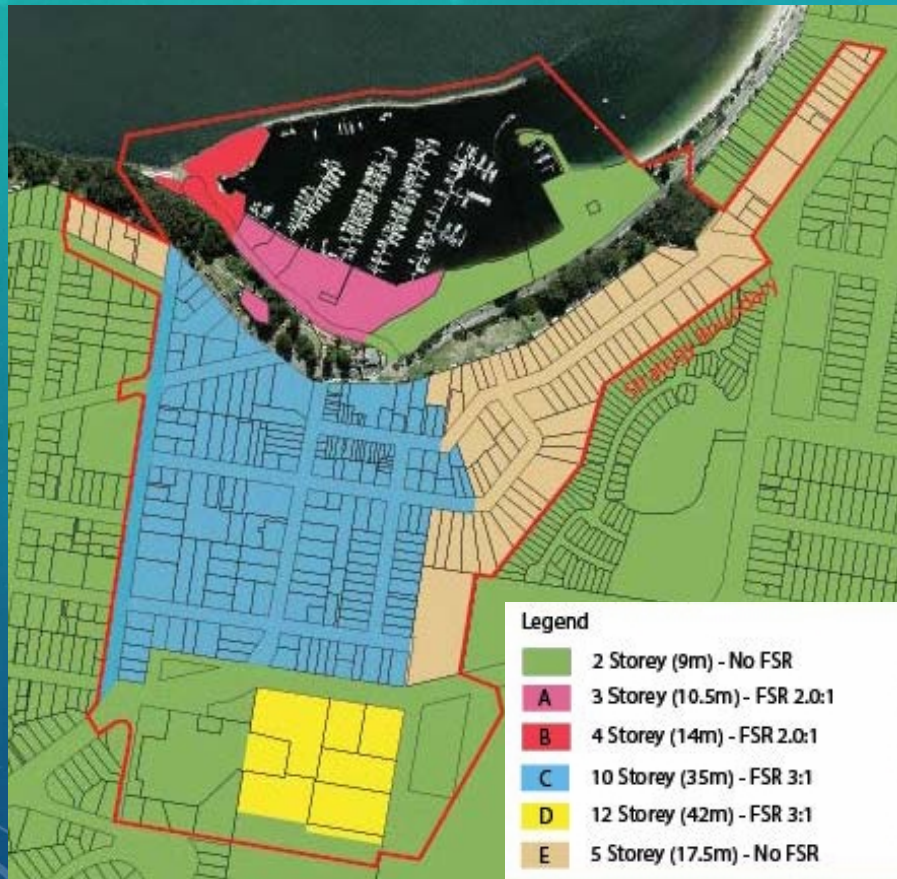 Strategy boundary
Legend
2 Storey (9m) - No FSR
A 3 Storey (10.5m) - FSR 2.0:1
B 4 Storey (14m) - FSR 2.0:1
C 10 Storey (35m) - FSR 3:1
D 12 Storey (42m) - FSR 3:1
E 5 Storey (17.5m) - No FSR